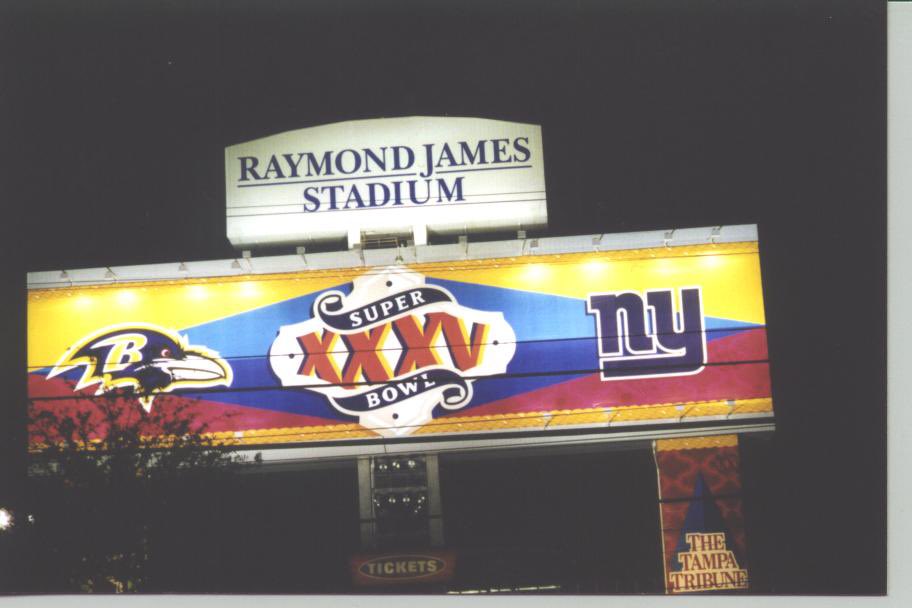 RAYMOND JAMES
STADIUM
SUPER
XXXV
BOWL
B
ny
TICKETS
THE
TAMPA
TRIBUNE